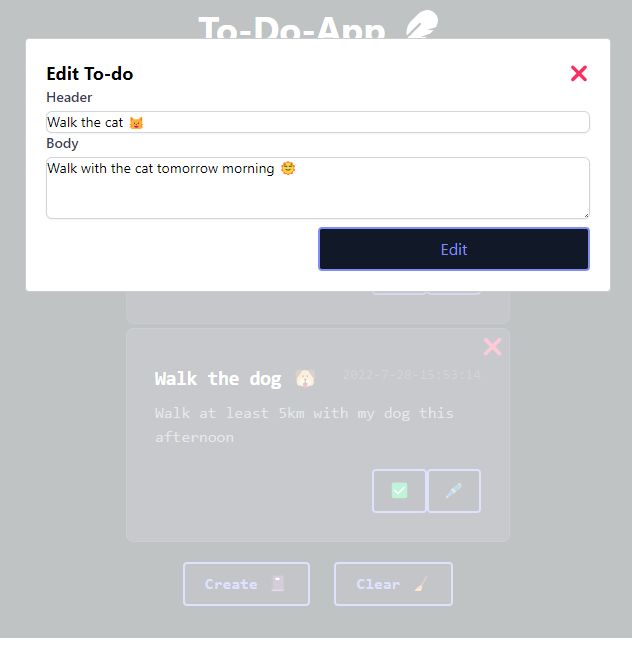 To-Do-App
Edit To-do
Header
Walk the cat 😺
Body
Walk with the cat tomorrow morning 🌞
Edit
Walk the dog 🐶 2022-7-28-15:53:14
Walk at least 5km with my dog this
afternoon
Create 📓 Clear 🧹